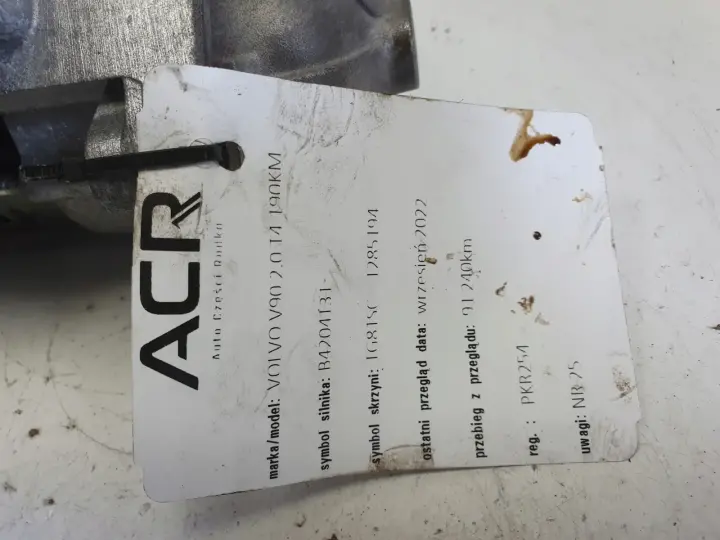 ACR
Auto Części Rudka
marka/model: VOLVO V90 2.0 T4 190KM
symbol silnika: B4204T31
symbol skrzyni: TG81SC 1285194
ostatni przegląd data: wrzesień 2022
przebieg z przeglądu: 91 240km
reg. : PKR254
uwagi: NR 25